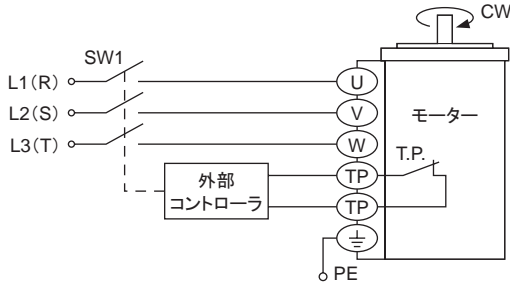 CW
SW1
L1(R)
U
L2(S)
V
モーター
L3(T)
W
T.P.
外部
コントローラ
TP
TP
PE